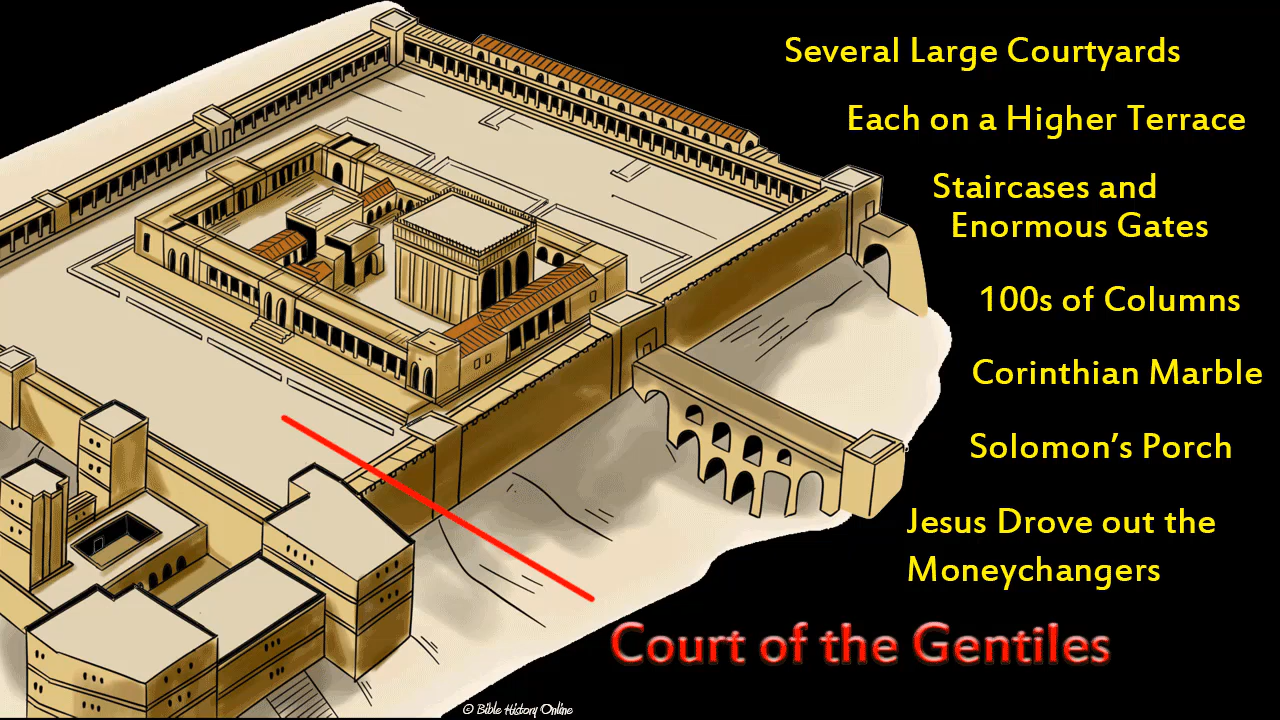 Several Large Courtyards
Each on a Higher Terrace
Staircases and
Enormous Gates
100s of Columns
Corinthian Marble
Solomon's Porch
Jesus Drove out the
Moneychangers
Court of the Gentiles
© Bible History Online